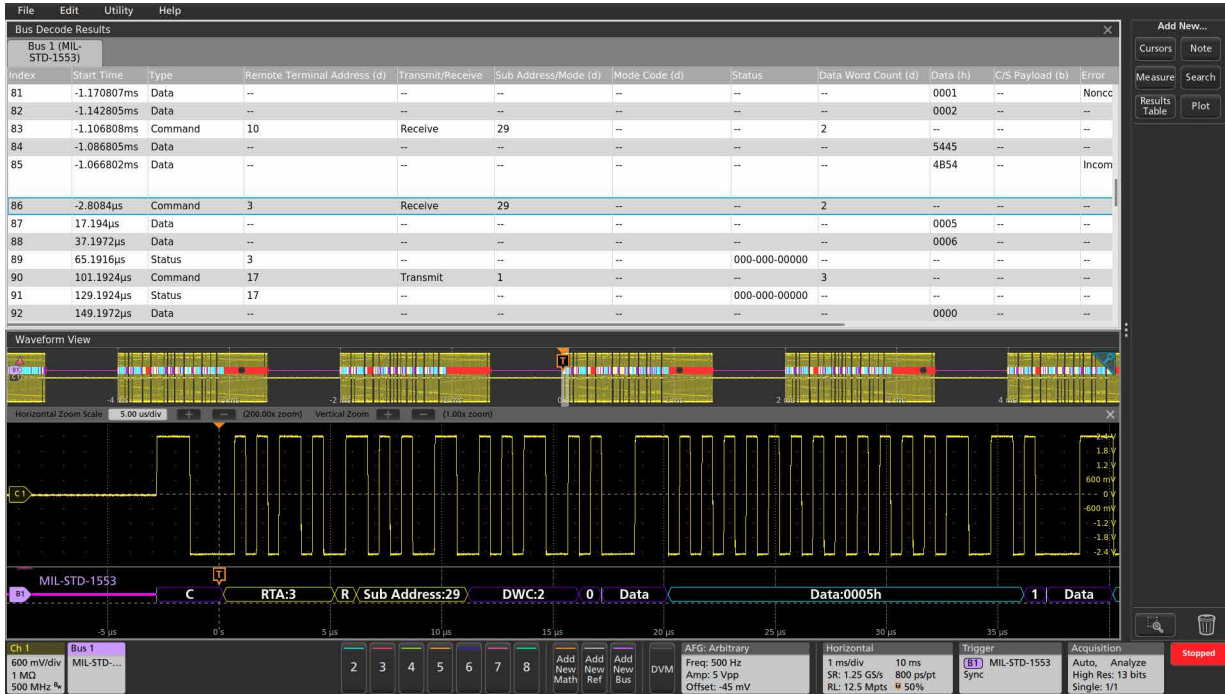 File Edit Utility Help
Bus Decode Results
Bus 1 (MIL-
STD-1553)
Index Start Time Type Remote Terminal Address (d) Transmit/Receive Sub Address/Mode (d) Mode Code (d) Status Data Word Count (d) Data (h) C/S Payload (b) Error
81 -1.170807ms Data -- -- -- -- -- -- 0001 -- Nonco
82 -1.142805ms Data -- -- -- -- -- -- 0002 -- --
83 -1.106808ms Command 10 Receive 29 -- -- 2 -- -- --
84 -1.086805ms Data -- -- -- -- -- -- 5445 -- --
85 -1.066802ms Data -- -- -- -- -- -- 4B54 -- Incom
86 -2.8084µs Command 3 Receive 29 -- -- 2 -- -- --
87 17.194µs Data -- -- -- -- -- -- 0005 -- --
88 37.1972µs Data -- -- -- -- -- -- 0006 -- --
89 65.1916µs Status 3 -- -- -- 000-000-00000 -- -- -- --
90 101.1924µs Command 17 Transmit 1 -- -- 3 -- -- --
91 129.1924µs Status 17 -- -- -- 000-000-00000 -- -- -- --
92 149.1972µs Data -- -- -- -- -- -- 0000 -- --
Add New...
Cursors Note
Measure Search
Results
Table
Plot
Waveform View
T
B1
Horizontal Zoom Scale 5.00 us/div + − (200.00x zoom) Vertical Zoom + − (1.00x zoom)
2.4 V
1.8 V
1.2 V
600 mV
C 1 0 V
-600 mV
-1.2 V
-1.8 V
-2.4 V
MIL-STD-1553 T
B1 C RTA:3 R Sub Address:29 DWC:2 0 Data Data:0005h 1 Data
-5 µs 0 s 5 µs 10 µs 15 µs 20 µs 25 µs 30 µs 35 µs
Ch 1
600 mV/div
1 MΩ
500 MHz Bw
Bus 1
MIL-STD-...
2 3 4 5 6 7 8
Add
New
Math
Add
New
Ref
Add
New
Bus
DVM
AFG: Arbitrary
Freq: 500 Hz
Amp: 5 Vpp
Offset: -45 mV
Horizontal
1 ms/div 10 ms
SR: 1.25 GS/s 800 ps/pt
RL: 12.5 Mpts 50%
Trigger
B1 MIL-STD-1553
Sync
Acquisition
Auto, Analyze
High Res: 13 bits
Single: 1/1
Stopped